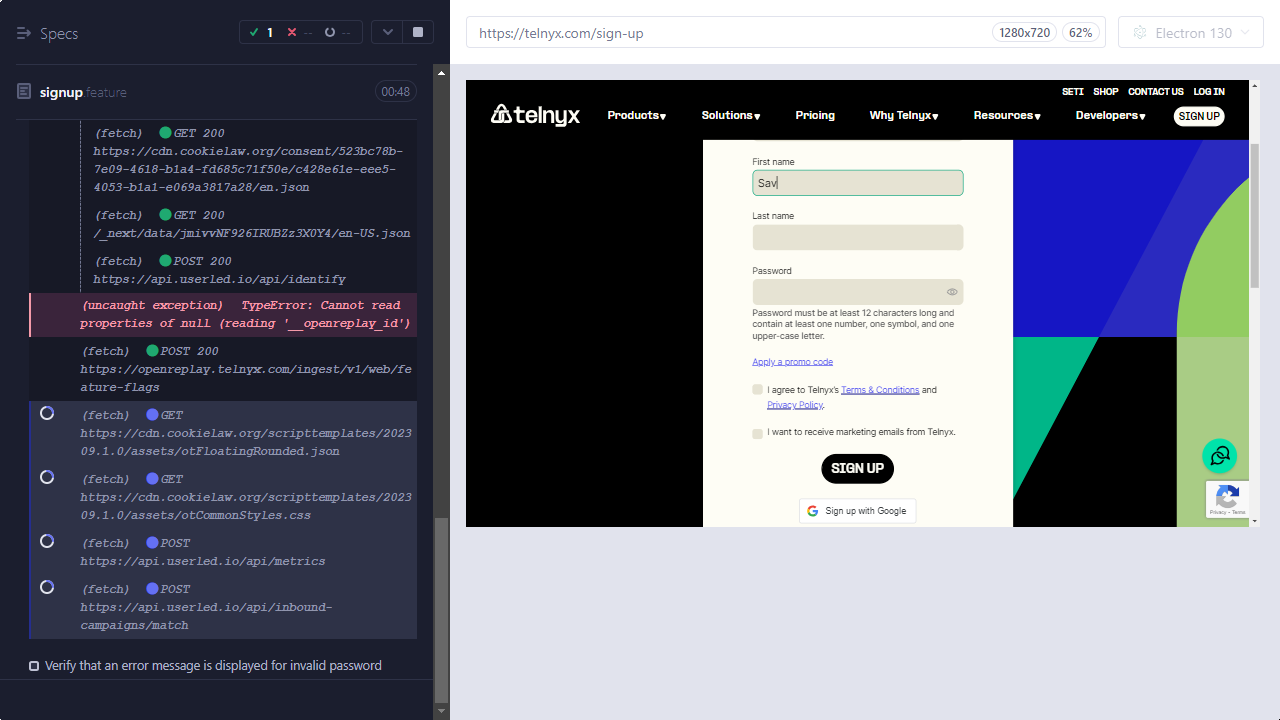 Specs
1
--
--
https://telnyx.com/sign-up
1280x720
62%
Electron 130
signup.feature
00:48
(fetch) GET 200
https://cdn.cookielaw.org/consent/523bc78b-
7e09-4618-b1a4-fd685c71f50e/c428e61e-eee5-
4053-b1a1-e069a3817a28/en.json
(fetch) GET 200
/_next/data/jmivvNF926IRUBZz3X0Y4/en-US.json
(fetch) POST 200
https://api.userled.io/api/identify
(uncaught exception) TypeError: Cannot read
properties of null (reading '__openreplay_id')
(fetch) POST 200
https://openreplay.telnyx.com/ingest/v1/web/fe
ature-flags
(fetch) GET
https://cdn.cookielaw.org/scripttemplates/2023
09.1.0/assets/otFloatingRounded.json
(fetch) GET
https://cdn.cookielaw.org/scripttemplates/2023
09.1.0/assets/otCommonStyles.css
(fetch) POST
https://api.userled.io/api/metrics
(fetch) POST
https://api.userled.io/api/inbound-
campaigns/match
Verify that an error message is displayed for invalid password
SETI SHOP CONTACT US LOG IN
telnyx Products Solutions Pricing Why Telnyx Resources Developers SIGN UP
First name
Sav
Last name
Password
Password must be at least 12 characters long and
contain at least one number, one symbol, and one
upper-case letter.
Apply a promo code
I agree to Telnyx's Terms & Conditions and
Privacy Policy.
I want to receive marketing emails from Telnyx.
SIGN UP
Sign up with Google
Privacy - Terms